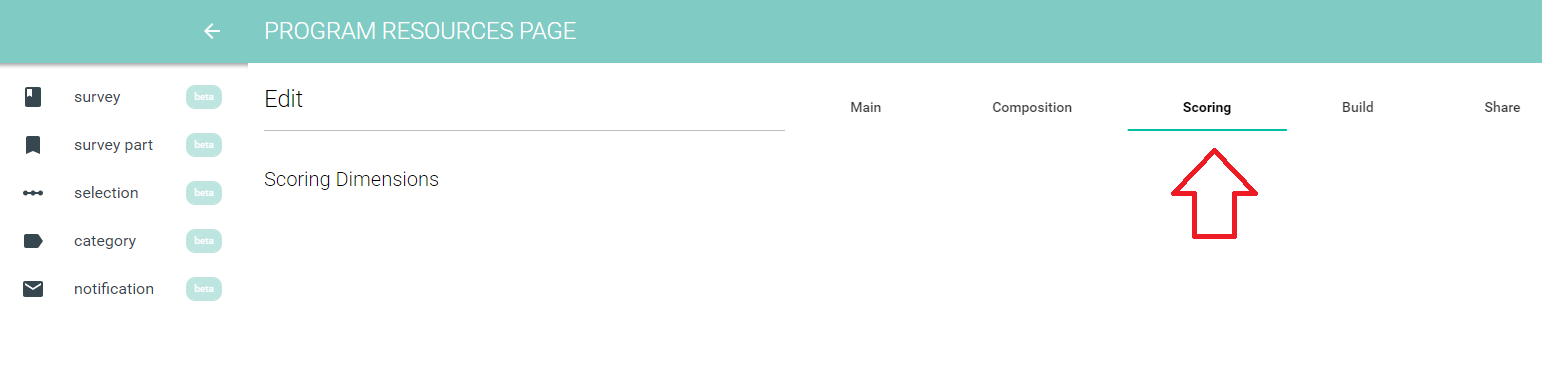 PROGRAM RESOURCES PAGE
survey beta
survey part beta
selection beta
category beta
notification beta
Edit
Main Composition Scoring Build Share
Scoring Dimensions